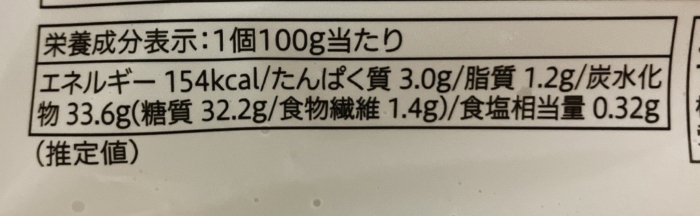 栄養成分表示:1個100g当たり
エネルギー 154kcal/たんぱく質 3.0g/脂質 1.2g/炭水化
物 33.6g(糖質 32.2g/食物繊維 1.4g)/食塩相当量 0.32g
(推定値)